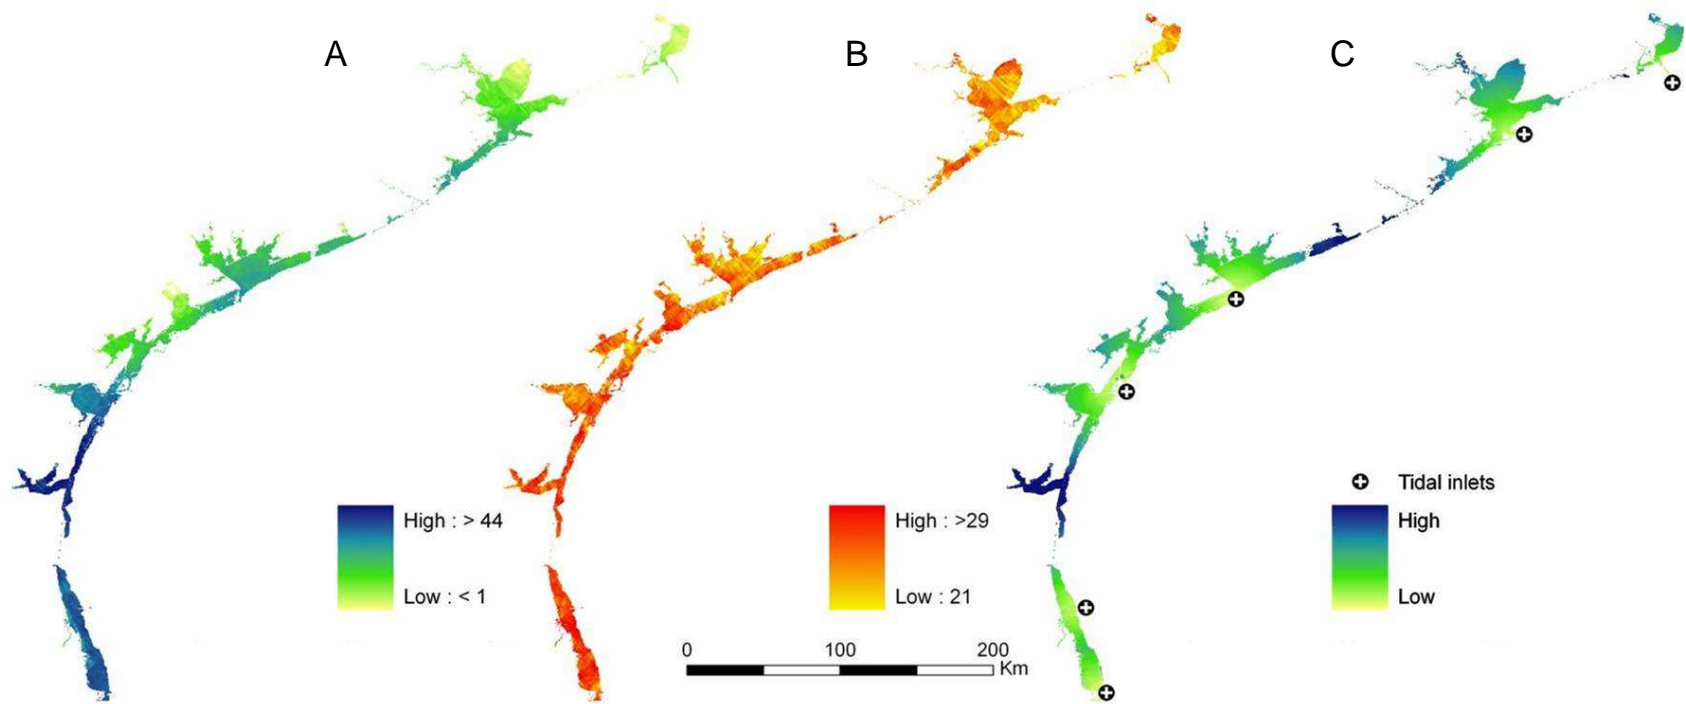 A
B
C
High : > 44
Low : < 1
High : >29
Low : 21
Tidal inlets
High
Low
0 100 200
Km